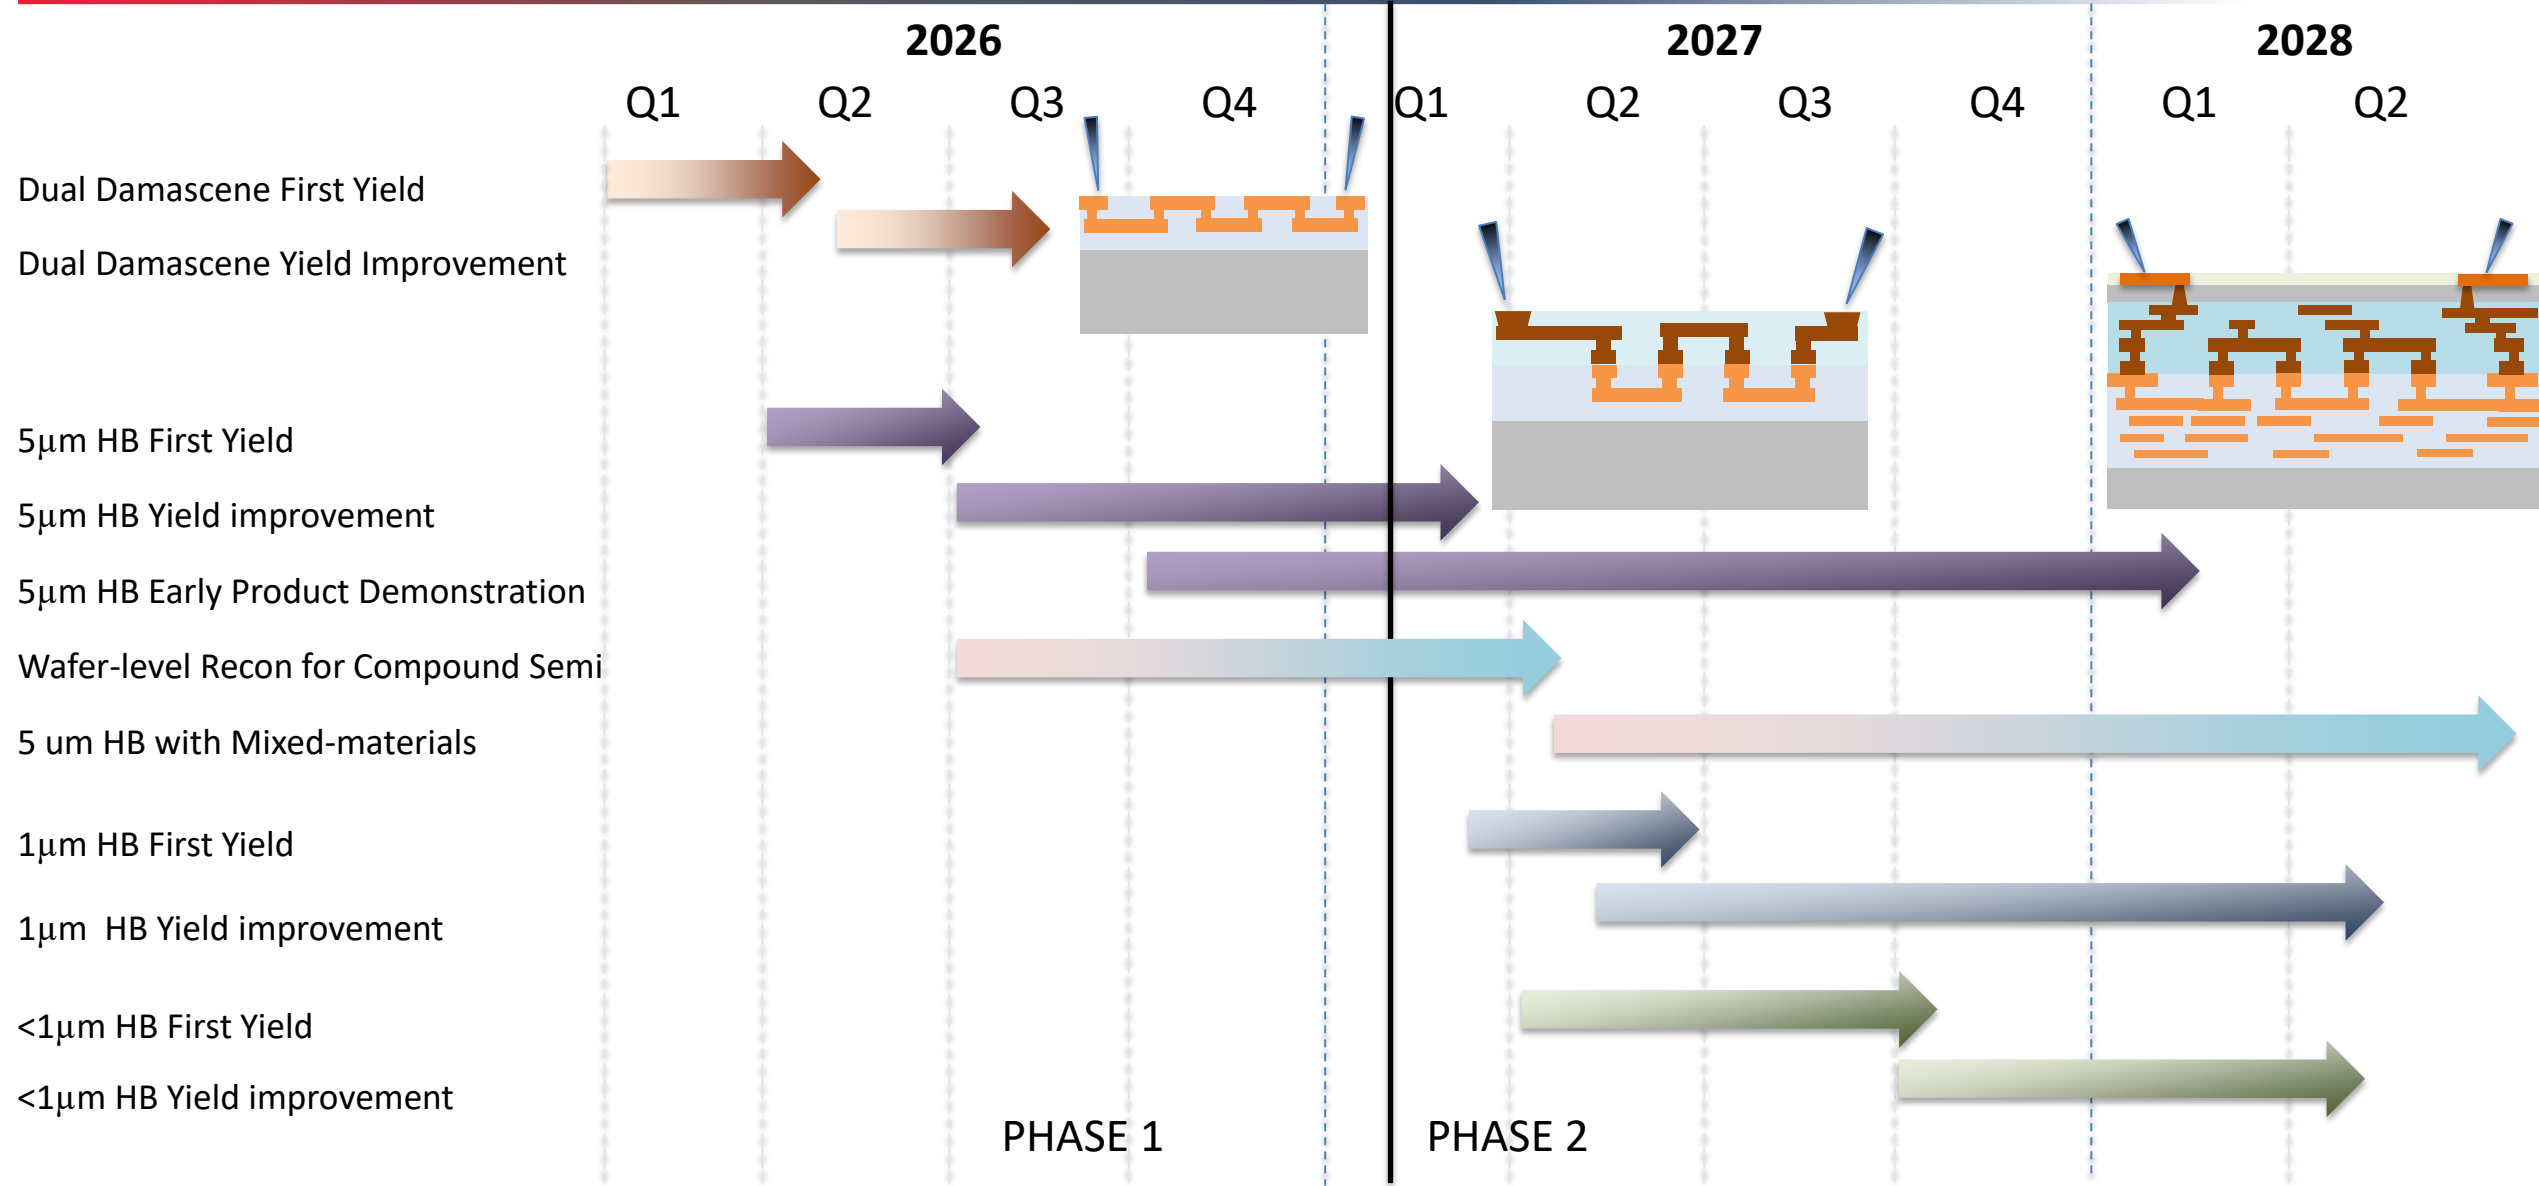 2026 2027 2028
Q1 Q2 Q3 Q4 Q1 Q2 Q3 Q4 Q1 Q2
Dual Damascene First Yield
Dual Damascene Yield Improvement
5μm HB First Yield
5μm HB Yield improvement
5μm HB Early Product Demonstration
Wafer-level Recon for Compound Semi
5 um HB with Mixed-materials
1μm HB First Yield
1μm  HB Yield improvement
<1μm HB First Yield
<1μm HB Yield improvement
PHASE 1 PHASE 2